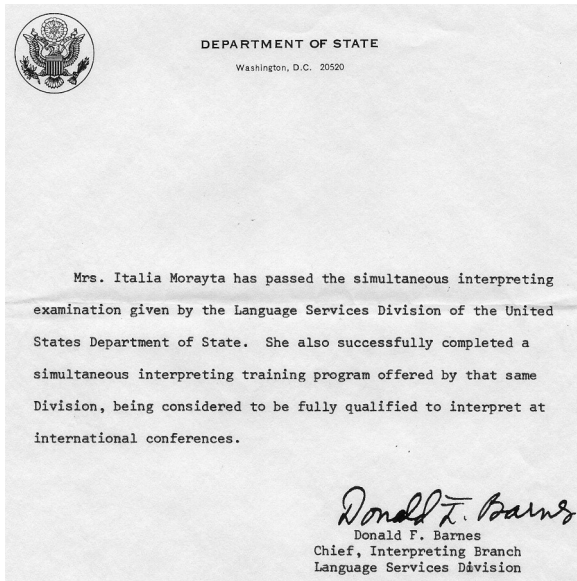 DEPARTMENT OF STATE
Washington, D.C. 20520
Mrs. Italia Morayta has passed the simultaneous interpreting
examination given by the Language Services Division of the United
States Department of State. She also successfully completed a
simultaneous interpreting training program offered by that same
Division, being considered to be fully qualified to interpret at
international conferences.
Donald F. Barnes
Donald F. Barnes
Chief, Interpreting Branch
Language Services Division